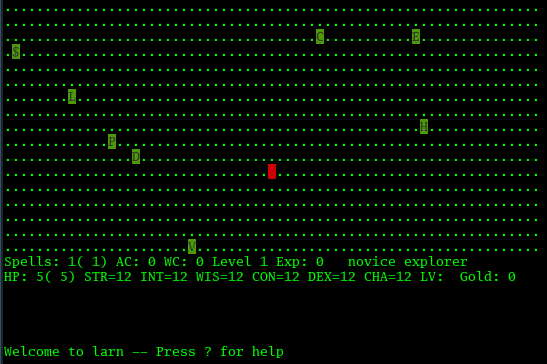 ...................................................................
...................................................................
.......................................C...........E...............
.$.................................................................
...................................................................
...................................................................
........L..........................................................
...................................................................
....................................................H..............
.............P.....................................................
................D..................................................
................................. .................................
...................................................................
...................................................................
...................................................................
...................................................................
.......................V...........................................
Spells: 1( 1) AC: 0 WC: 0 Level 1 Exp: 0   novice explorer
HP: 5( 5) STR=12 INT=12 WIS=12 CON=12 DEX=12 CHA=12 LV:  Gold: 0
Welcome to larn -- Press ? for help